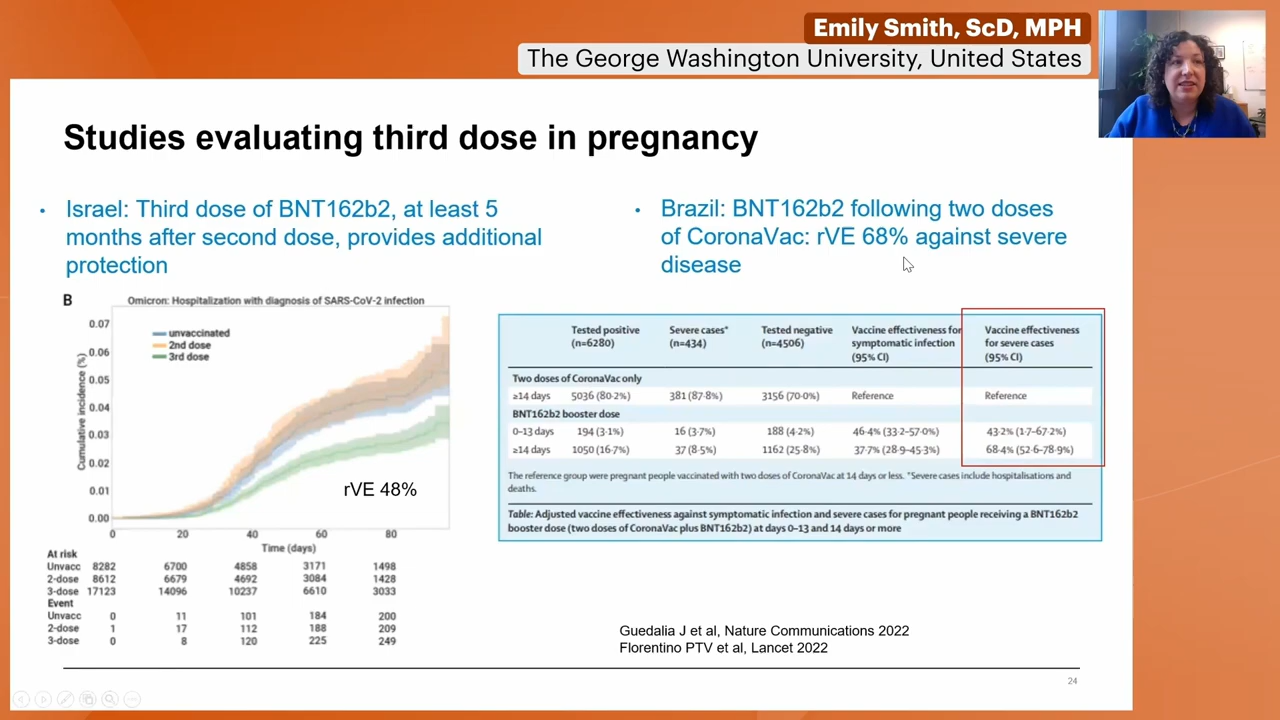 Emily Smith, ScD, MPH
The George Washington University, United States
Studies evaluating third dose in pregnancy
• Israel: Third dose of BNT162b2, at least 5
months after second dose, provides additional
protection
B Omicron: Hospitalization with diagnosis of SARS-CoV-2 infection
Cumulative incidence (%)
0.07
0.06
0.05
0.04
0.03
0.02
0.01
0.00
unvaccinated
2nd dose
3rd dose
rVE 48%
0 20 40 60 80
Time (days)
At risk
Unvacc 8282 6700 4858 3171 1498
2-dose 8612 6679 4692 3084 1428
3-dose 17123 14096 10237 6610 3033
Event
Unvacc 0 11 101 184 200
2-dose 1 17 112 188 209
3-dose 0 8 120 225 249
• Brazil: BNT162b2 following two doses
of CoronaVac: rVE 68% against severe
disease
Tested positive Severe cases* Tested negative Vaccine effectiveness for Vaccine effectiveness
(n=6280) (n=434) (n=4506) symptomatic infection for severe cases
(95% CI) (95% CI)
Two doses of CoronaVac only
≥14 days 5036 (80·2%) 381 (87·8%) 3156 (70·0%) Reference Reference
BNT162b2 booster dose
0–13 days 194 (3·1%) 16 (3·7%) 188 (4·2%) 46·4% (33·2–57·0%) 43·2% (1·7–67·2%)
≥14 days 1050 (16·7%) 37 (8·5%) 1162 (25·8%) 37·7% (28·9–45·3%) 68·4% (52·6–78·9%)
The reference group were pregnant people vaccinated with two doses of CoronaVac at 14 days or less. *Severe cases include hospitalisations and
deaths.
Table: Adjusted vaccine effectiveness against symptomatic infection and severe cases for pregnant people receiving a BNT162b2
booster dose (two doses of CoronaVac plus BNT162b2) at days 0–13 and 14 days or more
Guedalia J et al, Nature Communications 2022
Florentino PTV et al, Lancet 2022
24